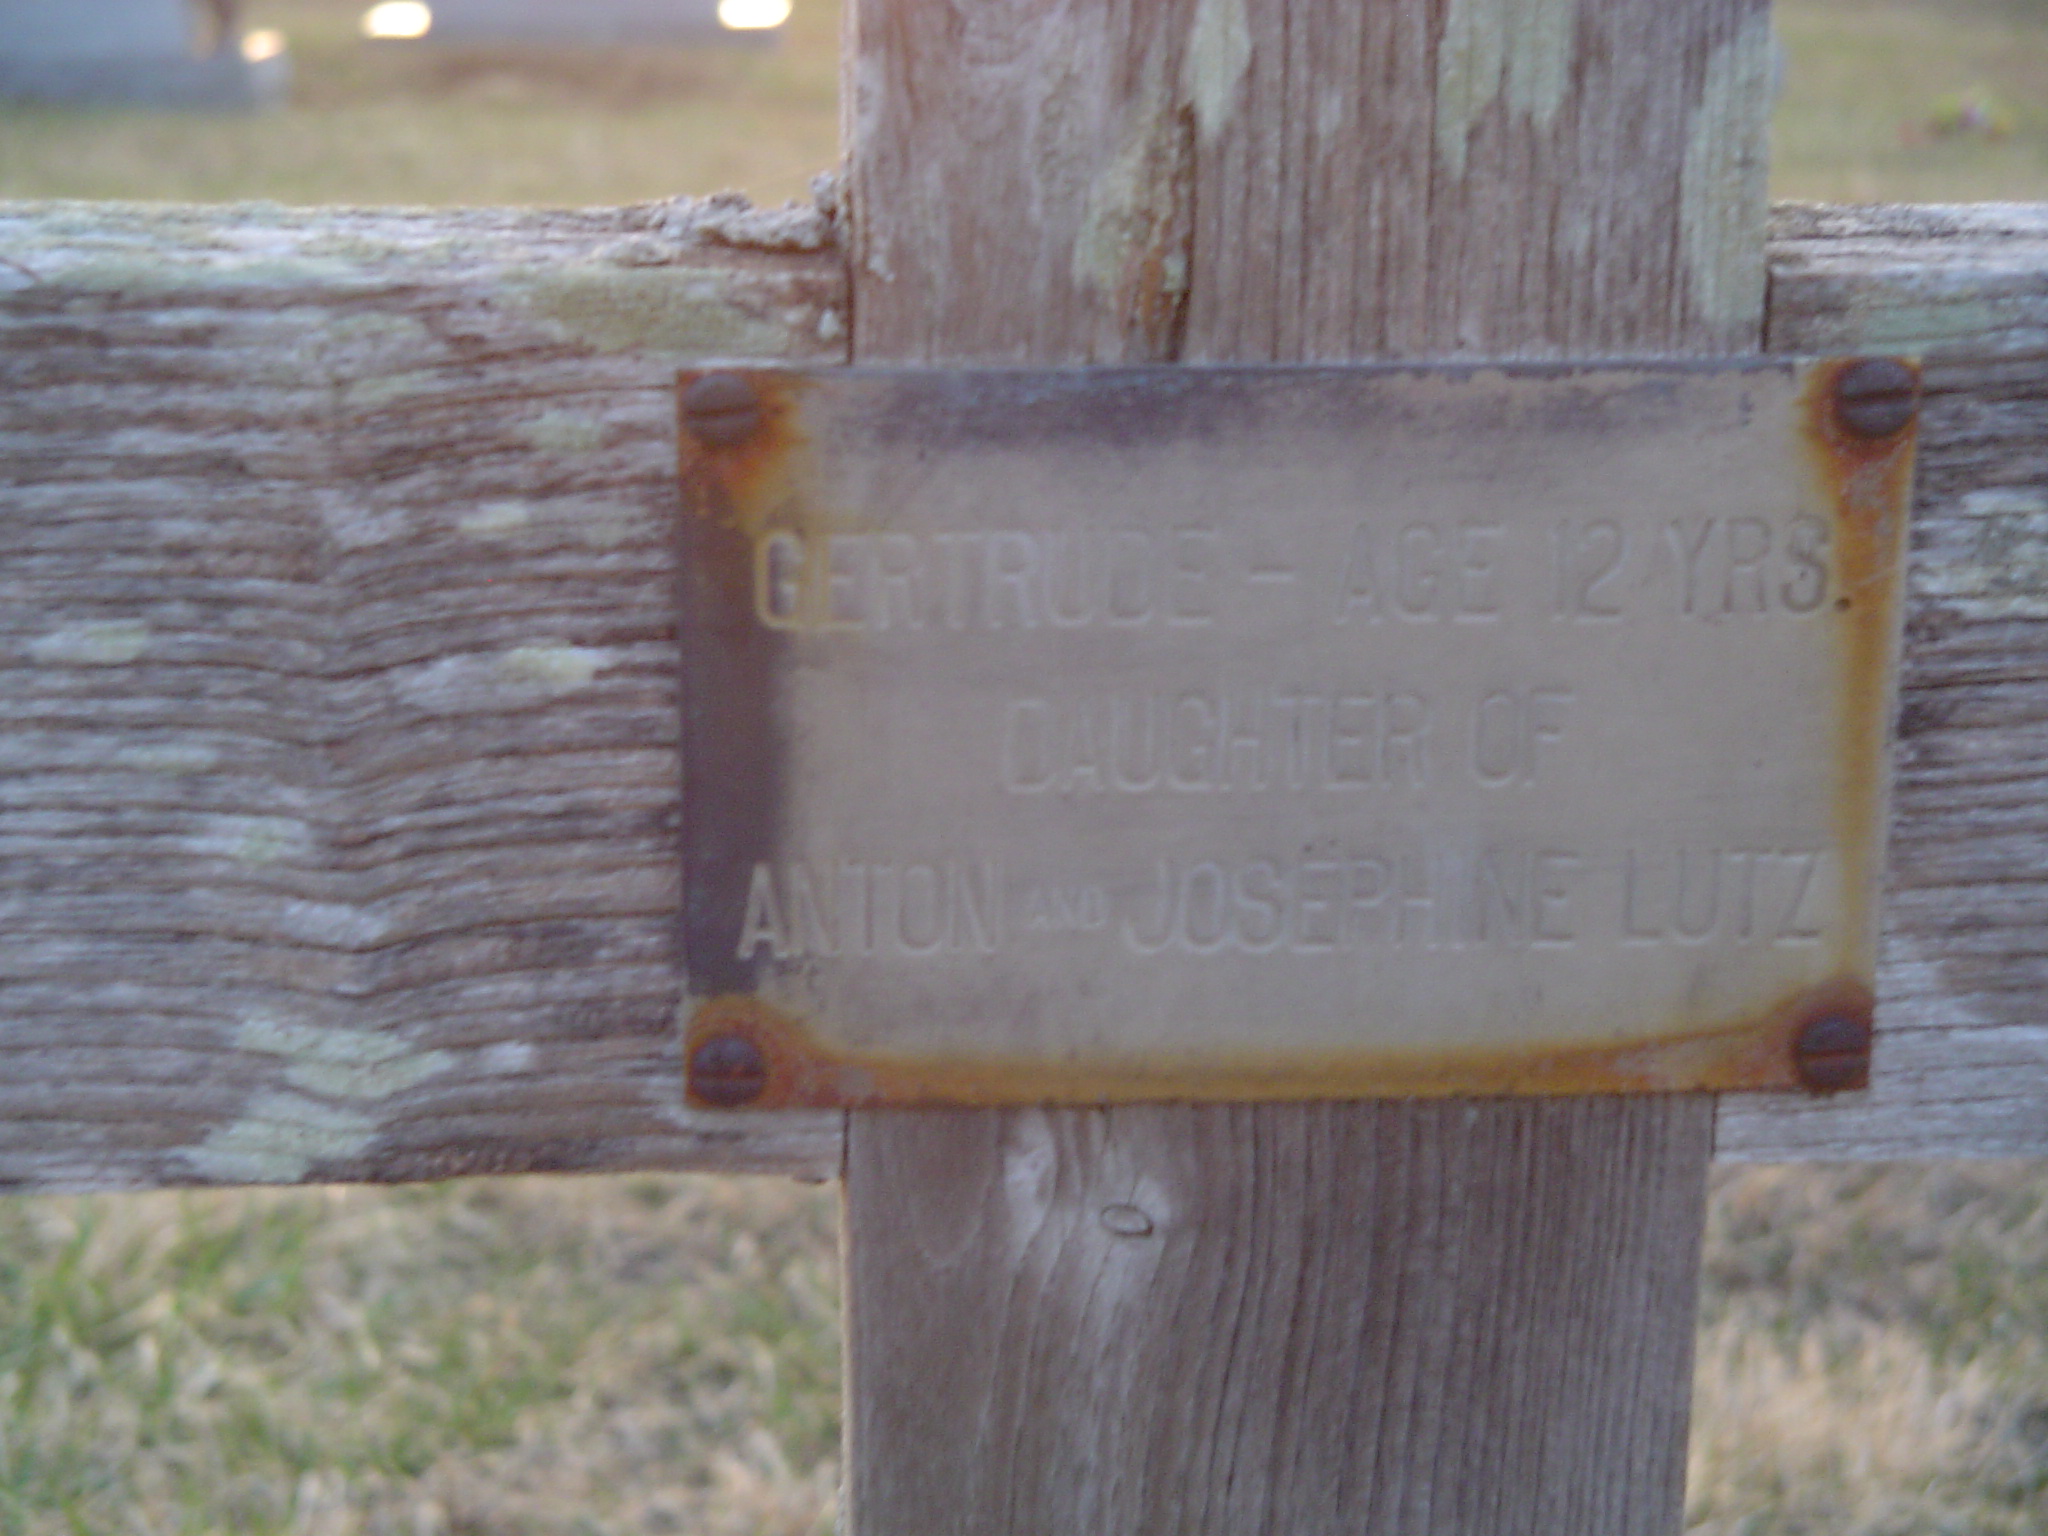 GERTRUDE - AGE 12 YRS.
DAUGHTER OF
ANTON AND JOSEPHINE LUTZ